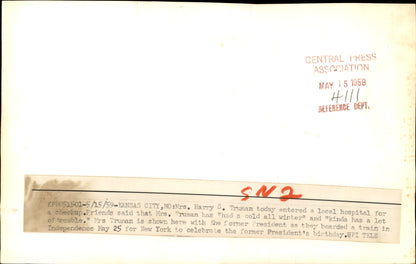 CENTRAL PRESS
ASSOCIATION
MAY 15 1968
4111
REFERENCE DEPT.
SN2
5/15/59-KANSAS CITY,MO:Mrs. Harry S. Truman today entered a local hospital for
a checkup.Friends said that Mrs. Truman has "had a cold all winter" and "kinda has a lot
of trouble." Mrs Truman is shown here with the former President as they boarded a train in
Independence May 25 for New York to celebrate the former President's birthday.UPI TELE